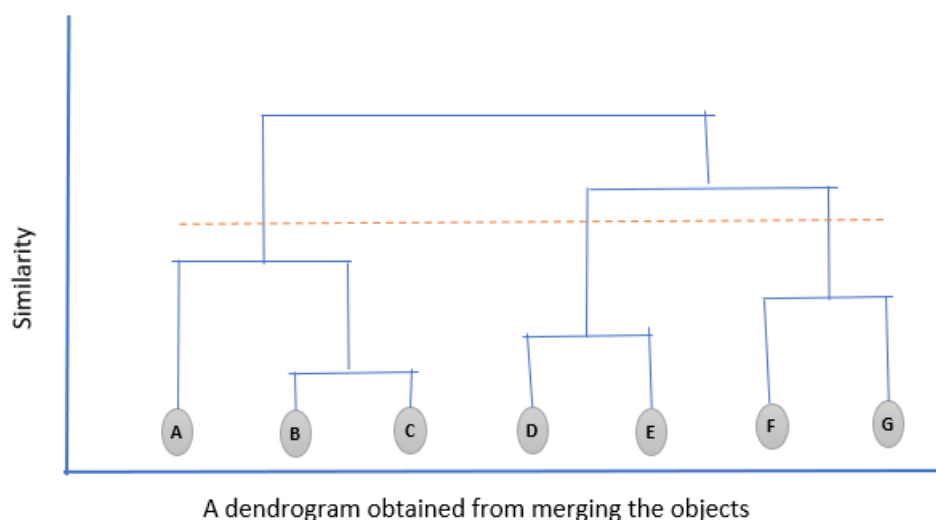 Similarity
A
B
C
D
E
F
G
A dendrogram obtained from merging the objects